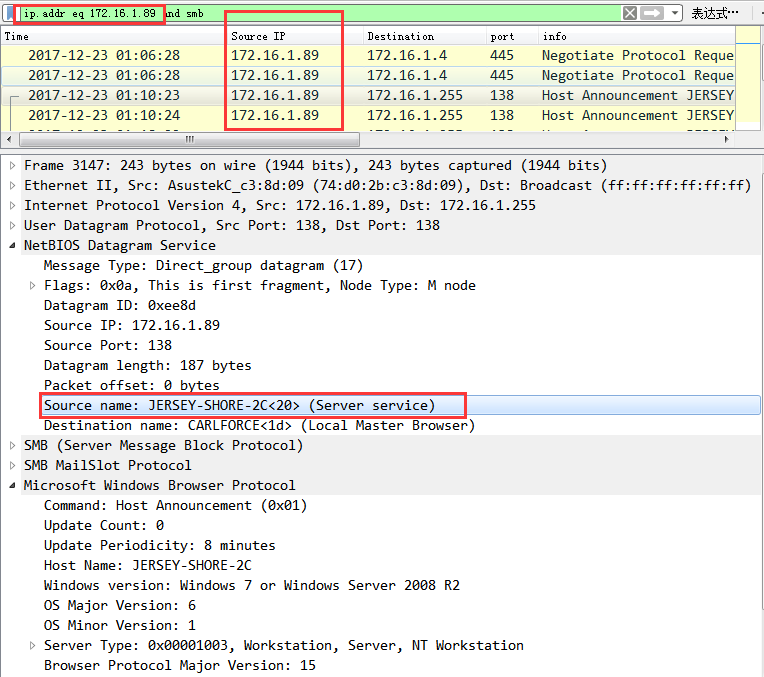 ip.addr eq 172.16.1.89 and smb 表达式…
Time Source IP Destination port info
2017-12-23 01:06:28 172.16.1.89 172.16.1.4 445 Negotiate Protocol Reque
2017-12-23 01:06:28 172.16.1.89 172.16.1.4 445 Negotiate Protocol Reque
2017-12-23 01:10:23 172.16.1.89 172.16.1.255 138 Host Announcement JERSEY
2017-12-23 01:10:24 172.16.1.89 172.16.1.255 138 Host Announcement JERSEY
Frame 3147: 243 bytes on wire (1944 bits), 243 bytes captured (1944 bits)
Ethernet II, Src: AsustekC_c3:8d:09 (74:d0:2b:c3:8d:09), Dst: Broadcast (ff:ff:ff:ff:ff:ff)
Internet Protocol Version 4, Src: 172.16.1.89, Dst: 172.16.1.255
User Datagram Protocol, Src Port: 138, Dst Port: 138
NetBIOS Datagram Service
Message Type: Direct_group datagram (17)
Flags: 0x0a, This is first fragment, Node Type: M node
Datagram ID: 0xee8d
Source IP: 172.16.1.89
Source Port: 138
Datagram length: 187 bytes
Packet offset: 0 bytes
Source name: JERSEY-SHORE-2C<20> (Server service)
Destination name: CARLFORCE<1d> (Local Master Browser)
SMB (Server Message Block Protocol)
SMB MailSlot Protocol
Microsoft Windows Browser Protocol
Command: Host Announcement (0x01)
Update Count: 0
Update Periodicity: 8 minutes
Host Name: JERSEY-SHORE-2C
Windows version: Windows 7 or Windows Server 2008 R2
OS Major Version: 6
OS Minor Version: 1
Server Type: 0x00001003, Workstation, Server, NT Workstation
Browser Protocol Major Version: 15